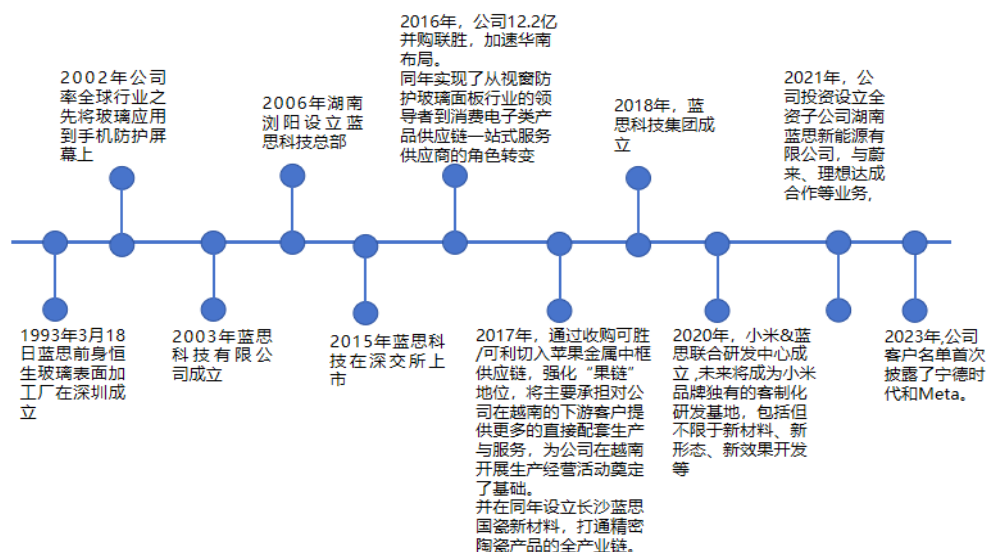 2002年公司
率全球行业之
先将玻璃应用
到手机防护屏
幕上
2006年湖南
浏阳设立蓝
思科技总部
2016年，公司12.2亿
并购联胜，加速华南
布局。
同年实现了从视窗防
护玻璃面板行业的领
导者到消费电子类产
品供应链一站式服务
供应商的角色转变
2018年，蓝
思科技集团成
立
2021年，公
司投资设立全
资子公司湖南
蓝思新能源有
限公司，与蔚
来、理想达成
合作等业务,
1993年3月18
日蓝思前身恒
生玻璃表面加
工厂在深圳成
立
2003年蓝思
科技有限公
司成立
2015年蓝思科
技在深交所上
市
2017年，通过收购可胜
/可利切入苹果金属中框
供应链，强化“果链”
地位，将主要承担对公
司在越南的下游客户提
供更多的直接配套生产
与服务，为公司在越南
开展生产经营活动奠定
了基础。
并在同年设立长沙蓝思
国瓷新材料，打通精密
陶瓷产品的全产业链。
2020年，小米&蓝
思联合研发中心成
立 ,未来将成为小米
品牌独有的客制化
研发基地，包括但
不限于新材料、新
形态、新效果开发
等
2023年,公司
客户名单首次
披露了宁德时
代和Meta。